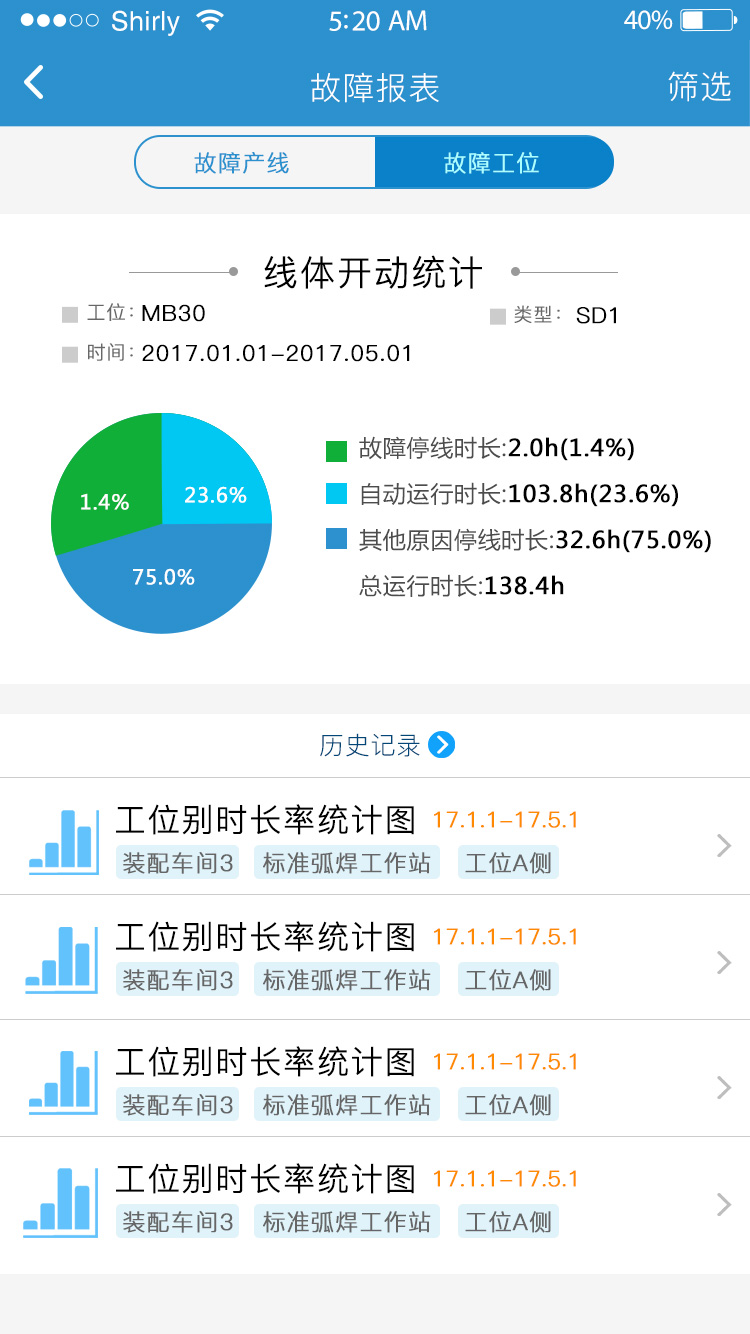 Shirly 5:20 AM 40%
故障报表 筛选
故障产线 故障工位
线体开动统计
工位: MB30 类型: SD1
时间: 2017.01.01-2017.05.01
故障停线时长:2.0h(1.4%)
自动运行时长:103.8h(23.6%)
其他原因停线时长:32.6h(75.0%)
总运行时长:138.4h
1.4% 23.6%
75.0%
历史记录
工位别时长率统计图 17.1.1-17.5.1
装配车间3 标准弧焊工作站 工位A侧
工位别时长率统计图 17.1.1-17.5.1
装配车间3 标准弧焊工作站 工位A侧
工位别时长率统计图 17.1.1-17.5.1
装配车间3 标准弧焊工作站 工位A侧
工位别时长率统计图 17.1.1-17.5.1
装配车间3 标准弧焊工作站 工位A侧